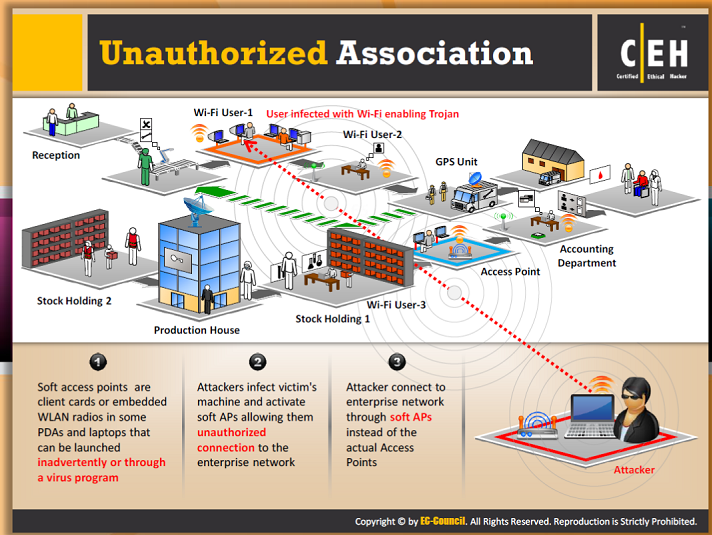 Unauthorized Association
C|EH
™
Certified Ethical Hacker
Wi-Fi User-1
User infected with Wi-Fi enabling Trojan
Wi-Fi User-2
Reception
GPS Unit
Accounting
Department
Access Point
Stock Holding 2
Wi-Fi User-3
Stock Holding 1
Production House
1
Soft access points are
client cards or embedded
WLAN radios in some
PDAs and laptops that
can be launched
inadvertently or through
a virus program
2
Attackers infect victim's
machine and activate
soft APs allowing them
unauthorized
connection to the
enterprise network
3
Attacker connect to
enterprise network
through soft APs
instead of the
actual Access
Points
Attacker
Copyright © by EG-Council. All Rights Reserved. Reproduction is Strictly Prohibited.